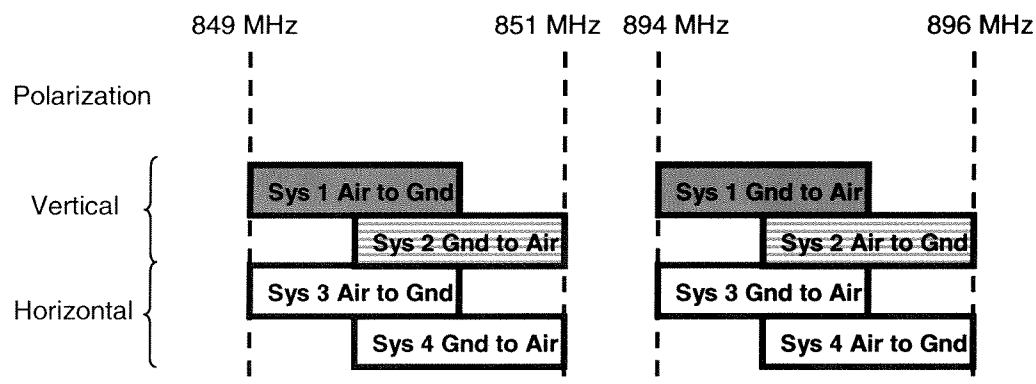 849 MHz 851 MHz 894 MHz 896 MHz
Polarization
Vertical
Sys 1 Air to Gnd Sys 1 Gnd to Air
Sys 2 Gnd to Air Sys 2 Air to Gnd
Horizontal
Sys 3 Air to Gnd Sys 3 Gnd to Air
Sys 4 Gnd to Air Sys 4 Air to Gnd